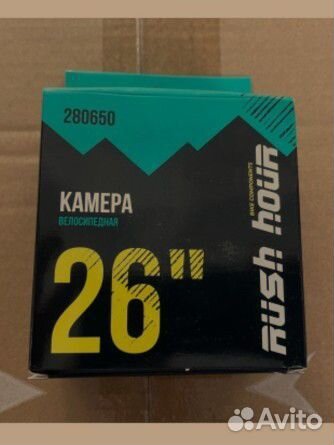 280650
КАМЕРА
ВЕЛОСИПЕДНАЯ
26"
RUSH HOUR
BIKE COMPONENTS
Avito